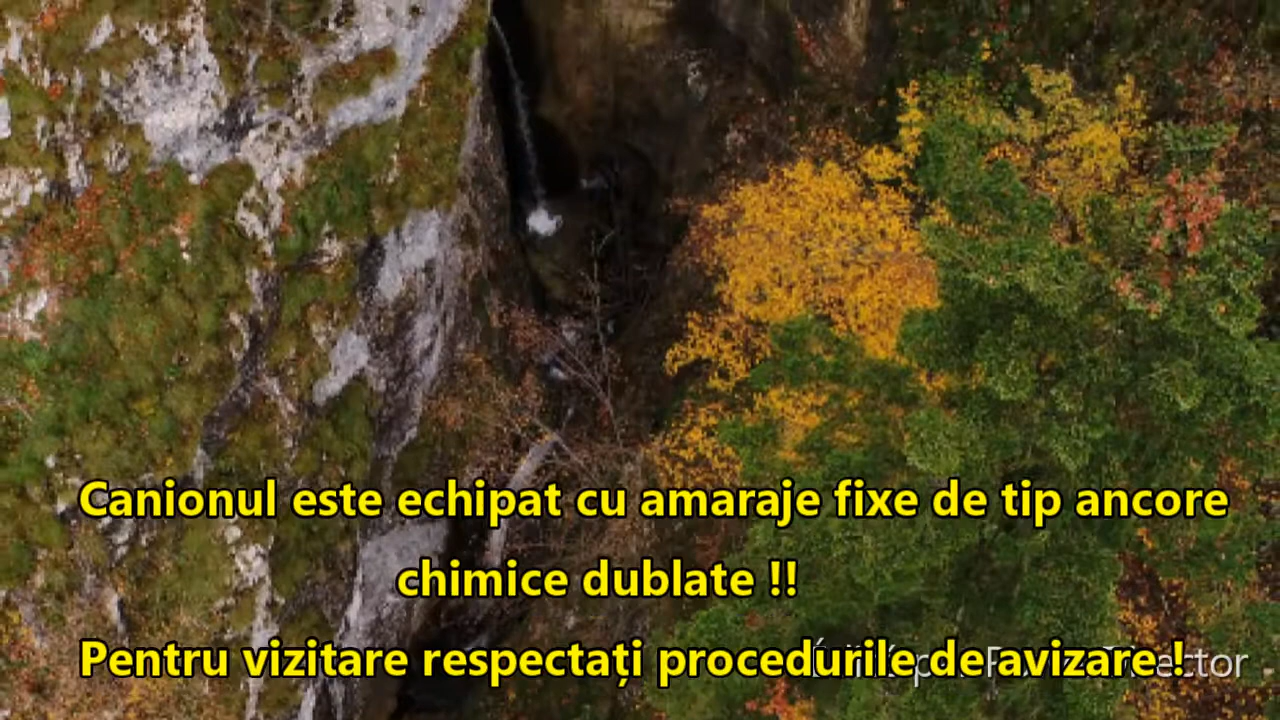 Canionul este echipat cu amaraje fixe de tip ancore
chimice dublate !!
Pentru vizitare respectați procedurile de avizare !